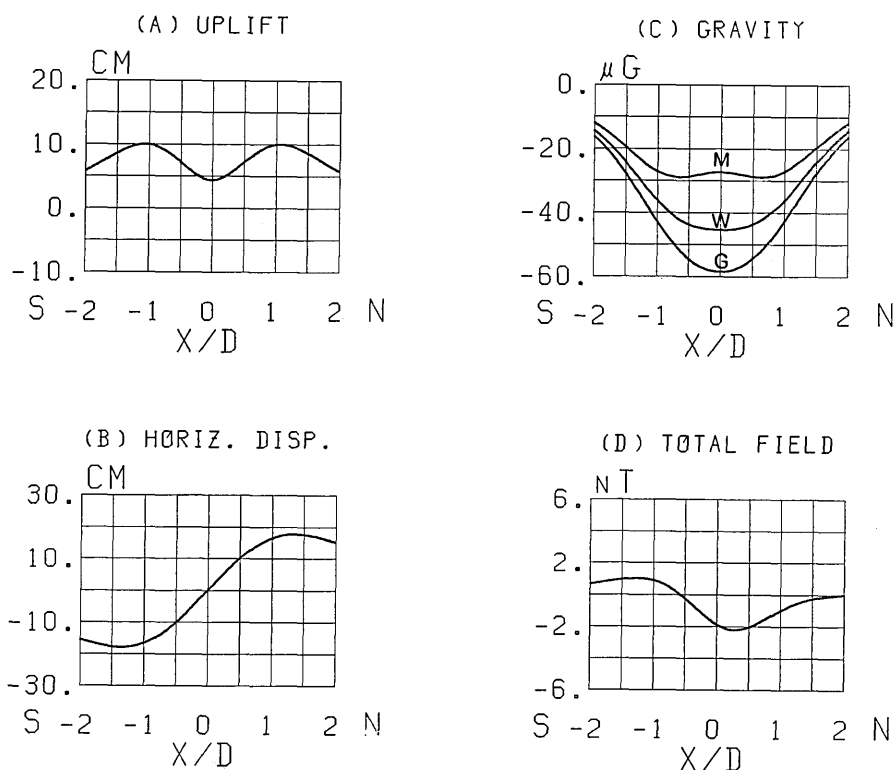 (A) UPLIFT
CM
20.
10.
0.
-10.
S -2 -1 0 1 2 N
X/D
(C) GRAVITY
μG
0.
-20.
-40.
-60.
M
W
G
S -2 -1 0 1 2 N
X/D
(B) HØRIZ. DISP.
CM
30.
10.
-10.
-30.
S -2 -1 0 1 2 N
X/D
(D) TØTAL FIELD
NT
6.
2.
-2.
-6.
S -2 -1 0 1 2 N
X/D